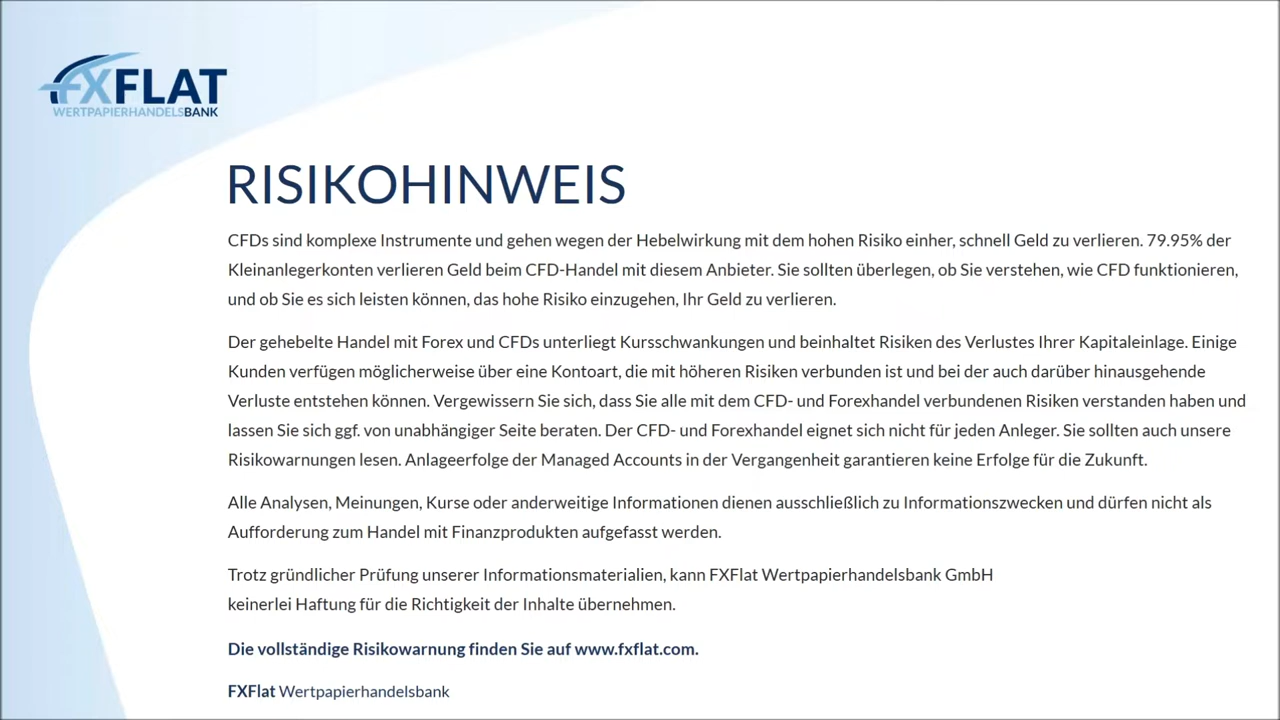 FXFLAT
WERTPAPIERHANDELSBANK
RISIKOHINWEIS
CFDs sind komplexe Instrumente und gehen wegen der Hebelwirkung mit dem hohen Risiko einher, schnell Geld zu verlieren. 79.95% der
Kleinanlegerkonten verlieren Geld beim CFD-Handel mit diesem Anbieter. Sie sollten überlegen, ob Sie verstehen, wie CFD funktionieren,
und ob Sie es sich leisten können, das hohe Risiko einzugehen, Ihr Geld zu verlieren.
Der gehebelte Handel mit Forex und CFDs unterliegt Kursschwankungen und beinhaltet Risiken des Verlustes Ihrer Kapitaleinlage. Einige
Kunden verfügen möglicherweise über eine Kontoart, die mit höheren Risiken verbunden ist und bei der auch darüber hinausgehende
Verluste entstehen können. Vergewissern Sie sich, dass Sie alle mit dem CFD- und Forexhandel verbundenen Risiken verstanden haben und
lassen Sie sich ggf. von unabhängiger Seite beraten. Der CFD- und Forexhandel eignet sich nicht für jeden Anleger. Sie sollten auch unsere
Risikowarnungen lesen. Anlageerfolge der Managed Accounts in der Vergangenheit garantieren keine Erfolge für die Zukunft.
Alle Analysen, Meinungen, Kurse oder anderweitige Informationen dienen ausschließlich zu Informationszwecken und dürfen nicht als
Aufforderung zum Handel mit Finanzprodukten aufgefasst werden.
Trotz gründlicher Prüfung unserer Informationsmaterialien, kann FXFlat Wertpapierhandelsbank GmbH
keinerlei Haftung für die Richtigkeit der Inhalte übernehmen.
Die vollständige Risikowarnung finden Sie auf www.fxflat.com.
FXFlat Wertpapierhandelsbank